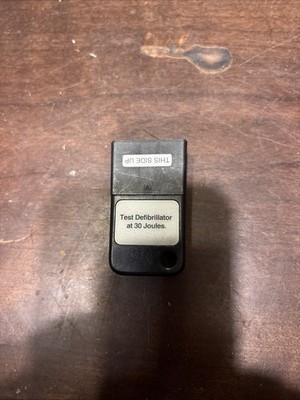 THIS SIDE UP
Test Defibrillator
at 30 Joules.